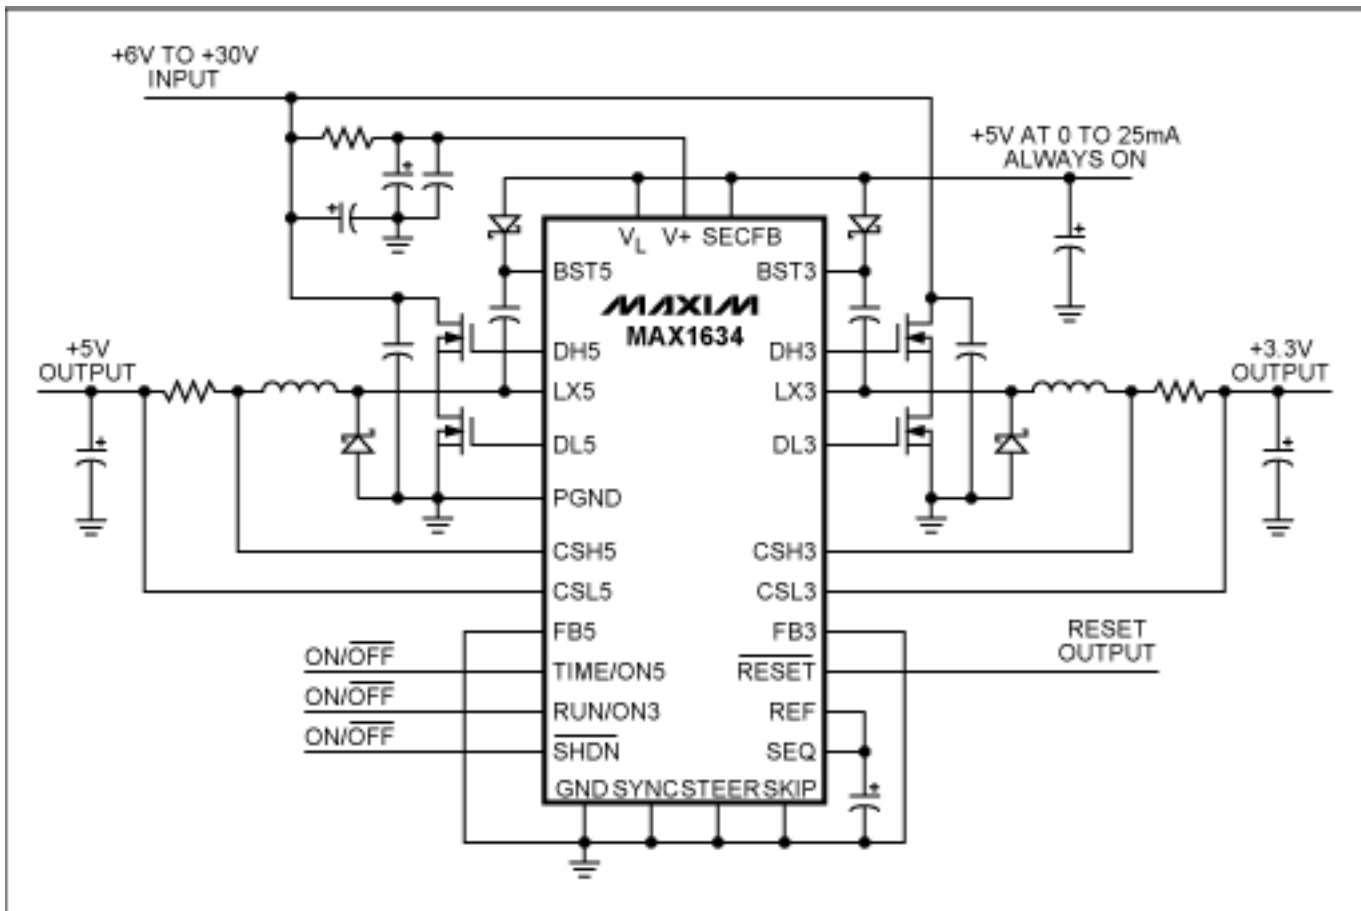 +6V TO +30V
INPUT
+5V AT 0 TO 25mA
ALWAYS ON
VL V+ SECFB
BST5 BST3
MAXIM
MAX1634
+5V
OUTPUT
DH5 DH3
+3.3V
OUTPUT
LX5 LX3
DL5 DL3
PGND
CSH5 CSH3
CSL5 CSL3
FB5 FB3
RESET
OUTPUT
ON/OFF TIME/ON5 RESET
ON/OFF RUN/ON3 REF
ON/OFF SHDN SEQ
GND SYNC STEER SKIP